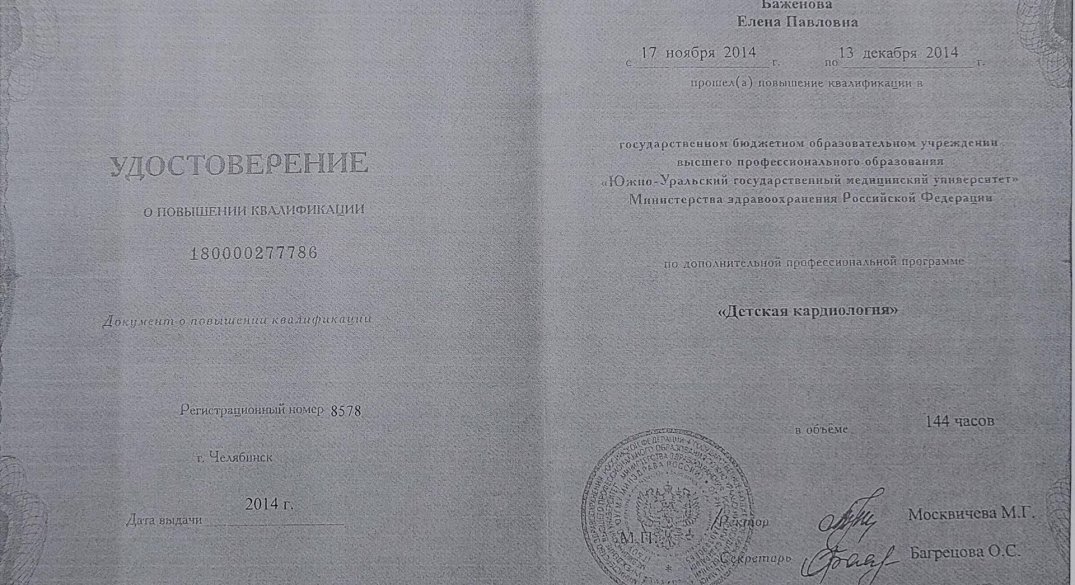 УДОСТОВЕРЕНИЕ
О ПОВЫШЕНИИ КВАЛИФИКАЦИИ
180000277786
Документ о повышении квалификации
Регистрационный номер 8578
г. Челябинск
Дата выдачи 2014 г.
Баженова
Елена Павловна
с 17 ноября 2014 г. по 13 декабря 2014 г.
прошел(а) повышение квалификации в
государственном бюджетном образовательном учреждении
высшего профессионального образования
«Южно-Уральский государственный медицинский университет»
Министерства здравоохранения Российской Федерации
по дополнительной профессиональной программе
«Детская кардиология»
в объеме 144 часов
М.П.
Ректор Москвичева М.Г.
Секретарь Багрецова О.С.